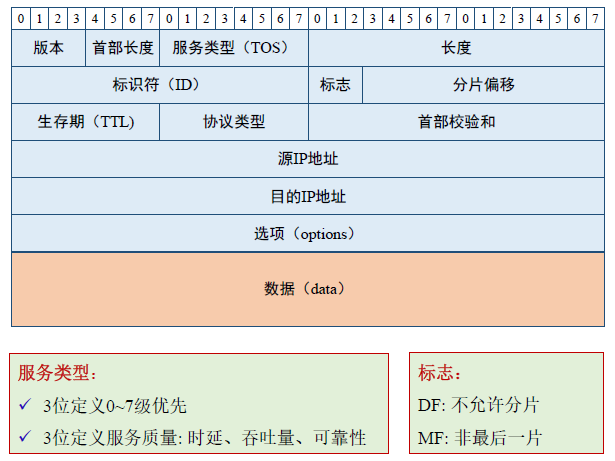 0 1 2 3 4 5 6 7 0 1 2 3 4 5 6 7 0 1 2 3 4 5 6 7 0 1 2 3 4 5 6 7
版本 首部长度 服务类型（TOS） 长度
标识符（ID） 标志 分片偏移
生存期（TTL) 协议类型 首部校验和
源IP地址
目的IP地址
选项（options）
数据（data）
服务类型：
✓ 3位定义0~7级优先
✓ 3位定义服务质量: 时延、吞吐量、可靠性
标志：
DF: 不允许分片
MF: 非最后一片